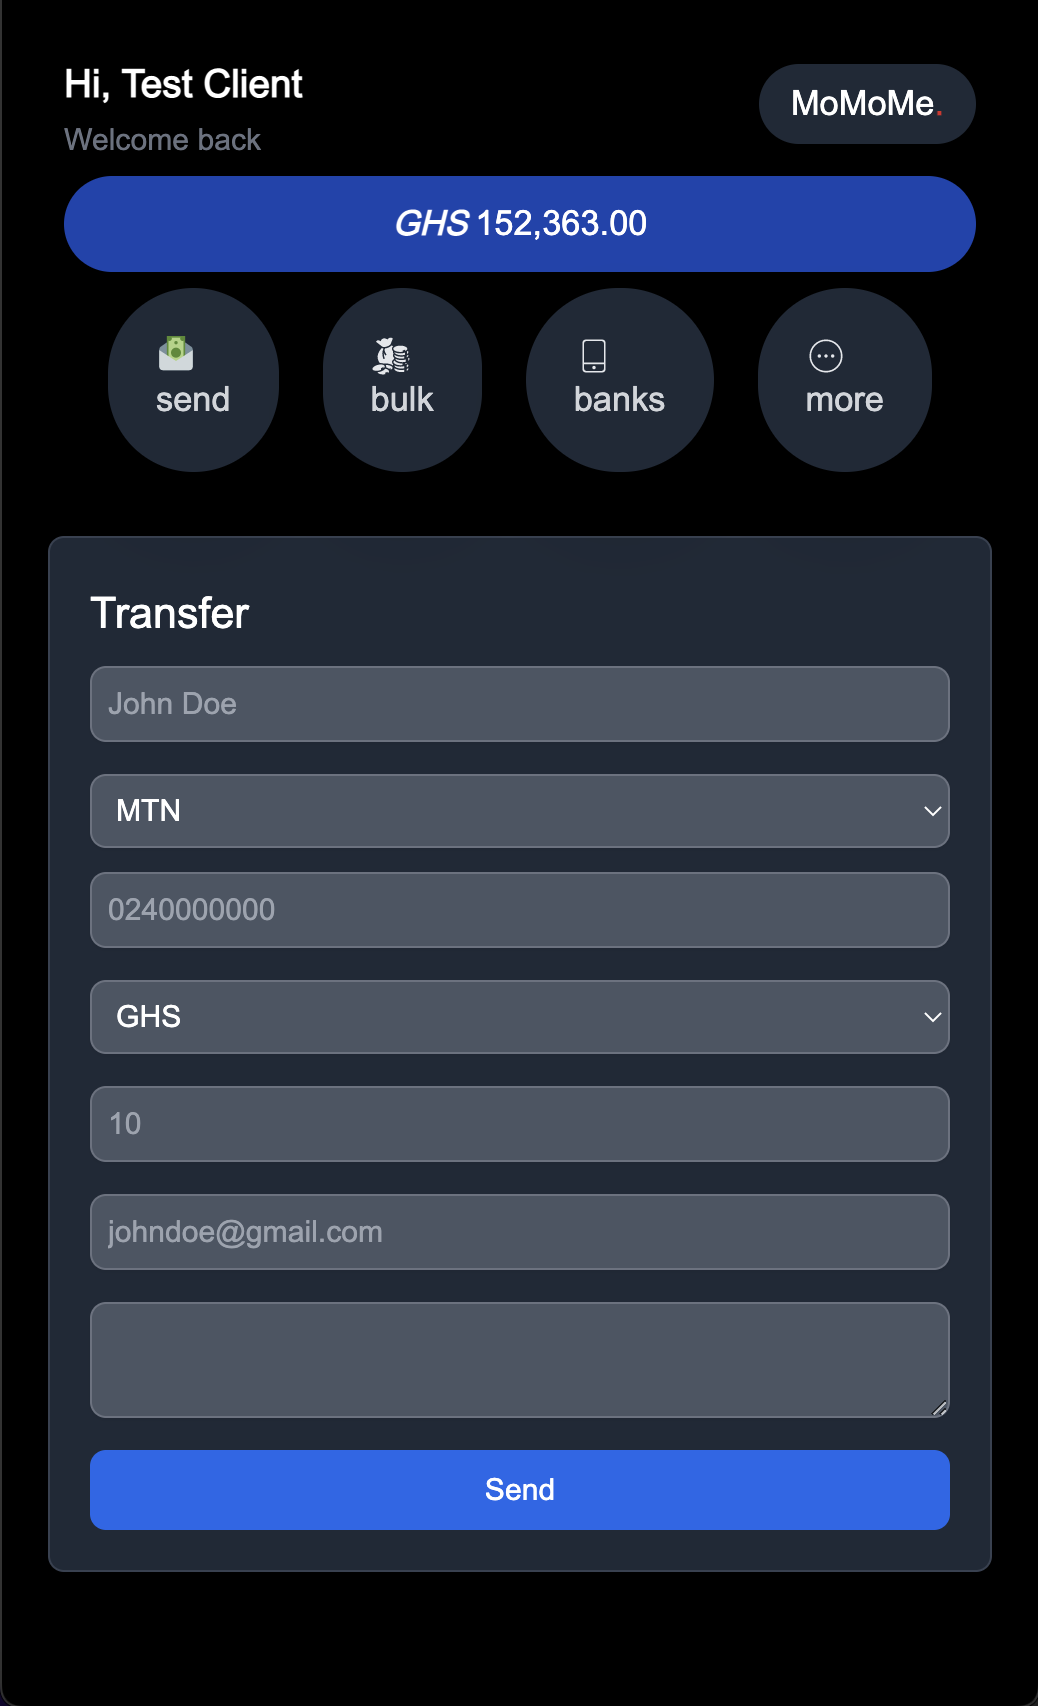 Hi, Test Client
MoMoMe.
Welcome back
GHS 152,363.00
send
bulk
banks
more
Transfer
John Doe
MTN
0240000000
GHS
10
johndoe@gmail.com
Send